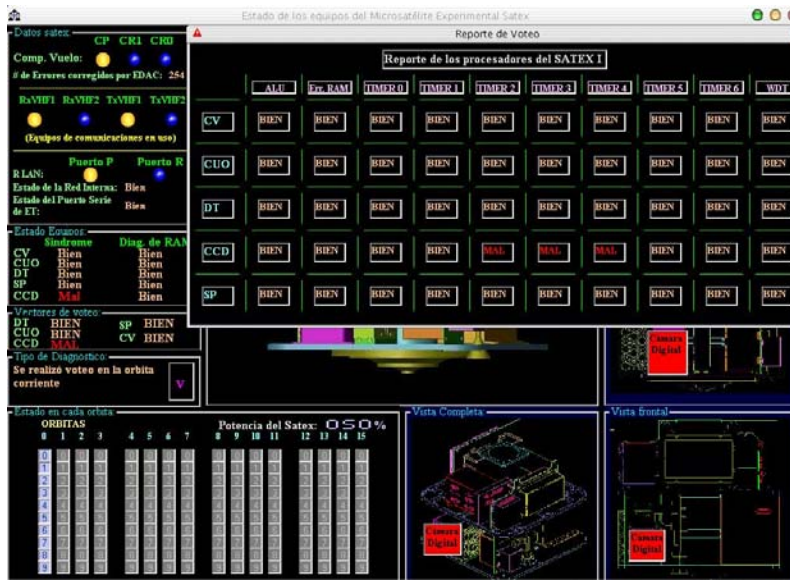 Estado de los equipos del Microsatélite Experimental Satex
Reporte de Voteo
Datos satex:
CP CR1 CR0
Comp. Vuelo:
# de Errores corregidos por EDAC: 254
RxVHF1 RxVHF2 TxVHF1 TxVHF2
(Equipos de comunicaciones en uso)
Puerto P Puerto R
R LAN:
Estado de la Red Interna: Bien
Estado del Puerto Serie de ET: Bien
Estado Equipos:
Sindrome Diag. de RAM
CV Bien Bien
CUO Bien Bien
DT Bien Bien
SP Bien Bien
CCD Mal Bien
Vectores de voteo:
DT BIEN SP BIEN
CUO BIEN CV BIEN
CCD MAL
Tipo de Diagnostico:
Se realizó voteo en la orbita
corriente
V
Reporte de los procesadores del SATEX I
ALU Err. RAM TIMER 0 TIMER 1 TIMER 2 TIMER 3 TIMER 4 TIMER 5 TIMER 6 WDT
CV BIEN BIEN BIEN BIEN BIEN BIEN BIEN BIEN BIEN BIEN
CUO BIEN BIEN BIEN BIEN BIEN BIEN BIEN BIEN BIEN BIEN
DT BIEN BIEN BIEN BIEN BIEN BIEN BIEN BIEN BIEN BIEN
CCD BIEN BIEN BIEN BIEN MAL MAL MAL BIEN BIEN BIEN
SP BIEN BIEN BIEN BIEN BIEN BIEN BIEN BIEN BIEN BIEN
Camara
Digital
Estado en cada orbita:
ORBITAS
Potencia del Satex: 050%
0 1 2 3 4 5 6 7 8 9 10 11 12 13 14 15
0
1
2
3
4
5
6
7
8
9
Vista Completa
Camara
Digital
Vista frontal
Camara
Digital